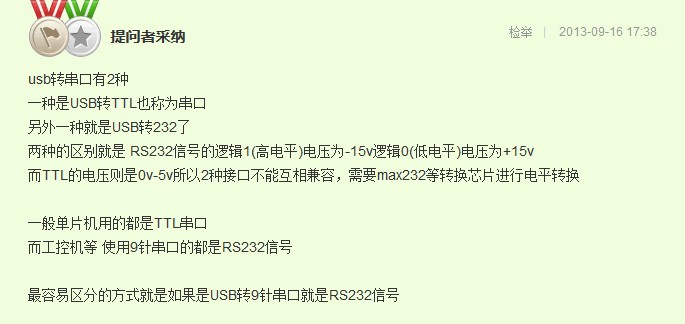 提问者采纳
检举 | 2013-09-16 17:38
usb转串口有2种
一种是USB转TTL也称为串口
另外一种就是USB转232了
两种的区别就是 RS232信号的逻辑1(高电平)电压为-15v逻辑0(低电平)电压为+15v
而TTL的电压则是0v-5v所以2种接口不能互相兼容，需要max232等转换芯片进行电平转换
一般单片机用的都是TTL串口
而工控机等 使用9针串口的都是RS232信号
最容易区分的方式就是如果是USB转9针串口就是RS232信号